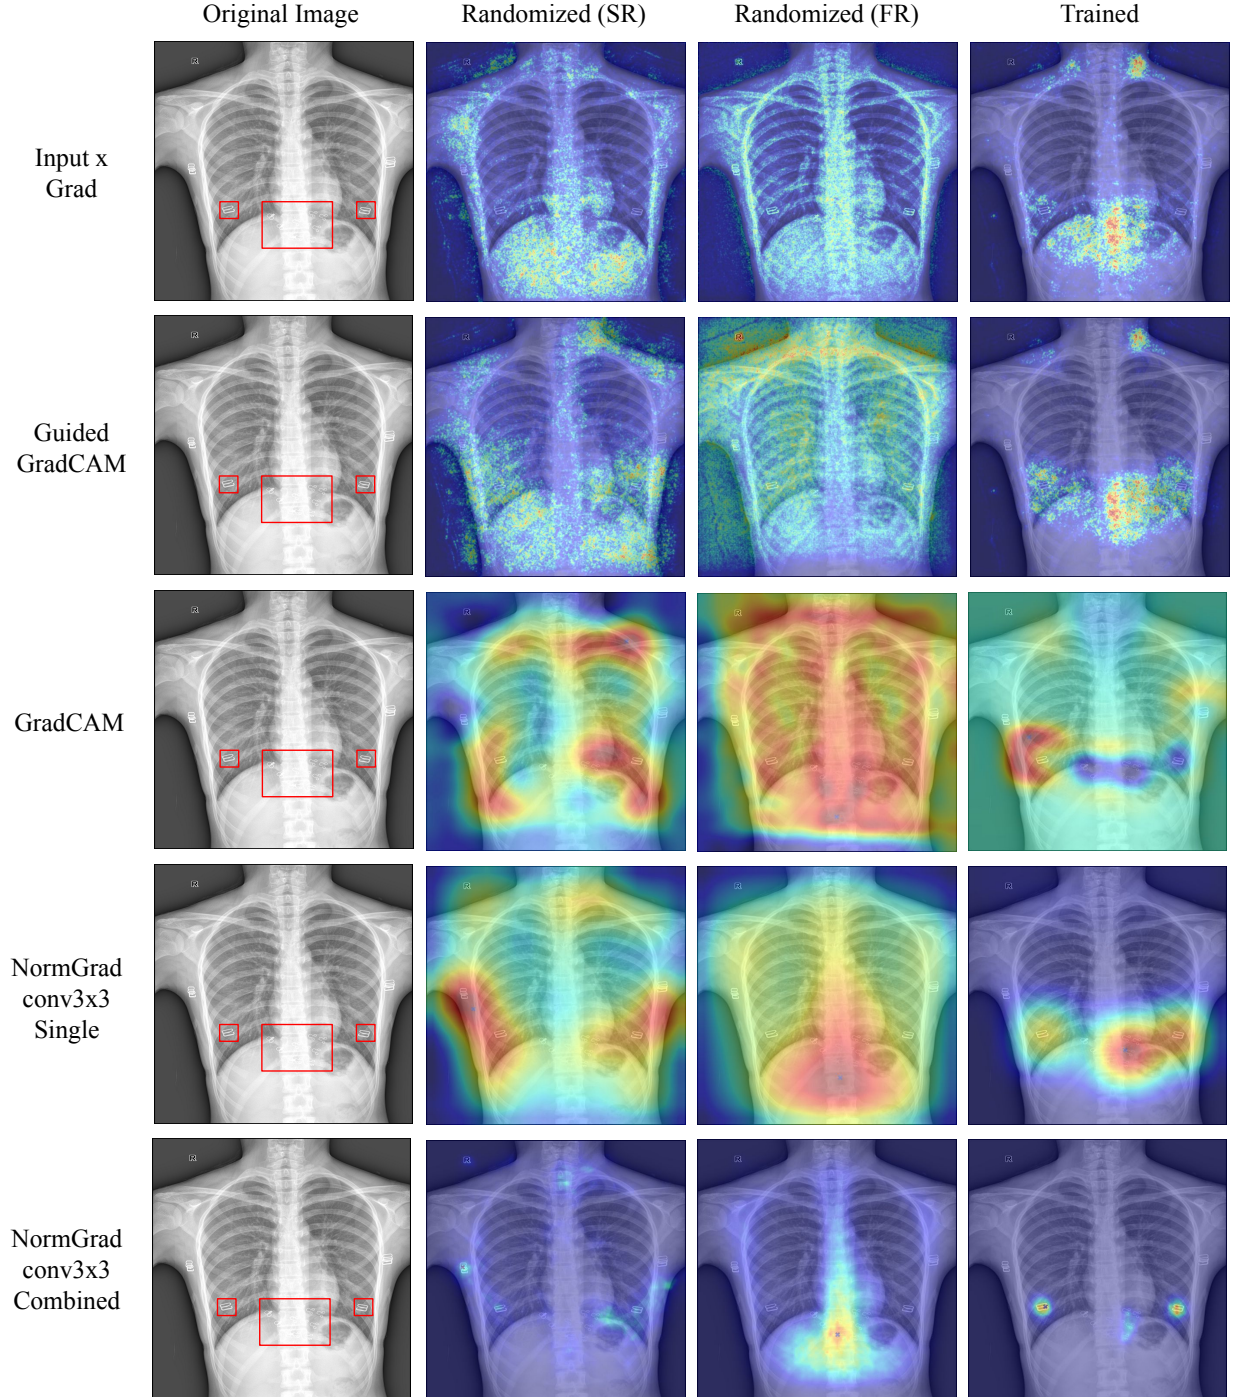 Original Image
Randomized (SR)
Randomized (FR)
Trained
Input x
Grad
R
R
R
R
Guided
GradCAM
R
R
R
R
GradCAM
R
R
R
R
NormGrad
conv3x3
Single
R
R
R
R
NormGrad
conv3x3
Combined
R
R
R
R